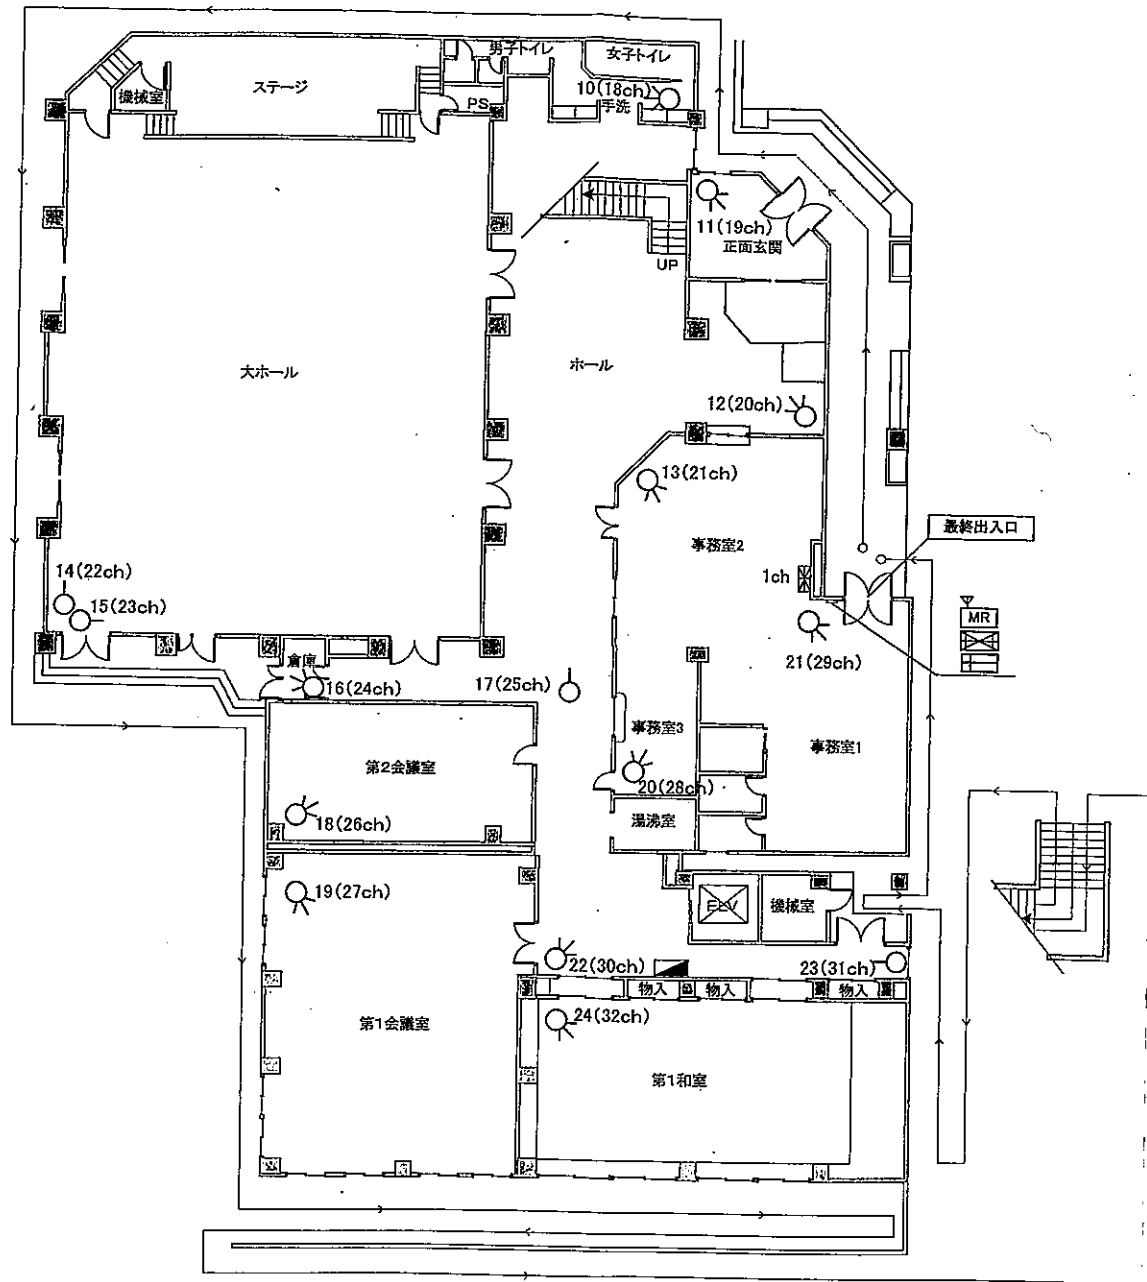 男子トイレ
女子トイレ
機械室
ステージ
PS
10(18ch)
手洗
11(19ch)
正面玄関
UP
大ホール
ホール
12(20ch)
13(21ch)
最終出入口
事務室2
14(22ch)
1ch
15(23ch)
MR
21(29ch)
倉庫
16(24ch)
17(25ch)
事務室3
事務室1
第2会議室
20(28ch)
18(26ch)
湯沸室
19(27ch)
ELV
機械室
22(30ch)
23(31ch)
物入
物入
物入
24(32ch)
第1会議室
第1和室